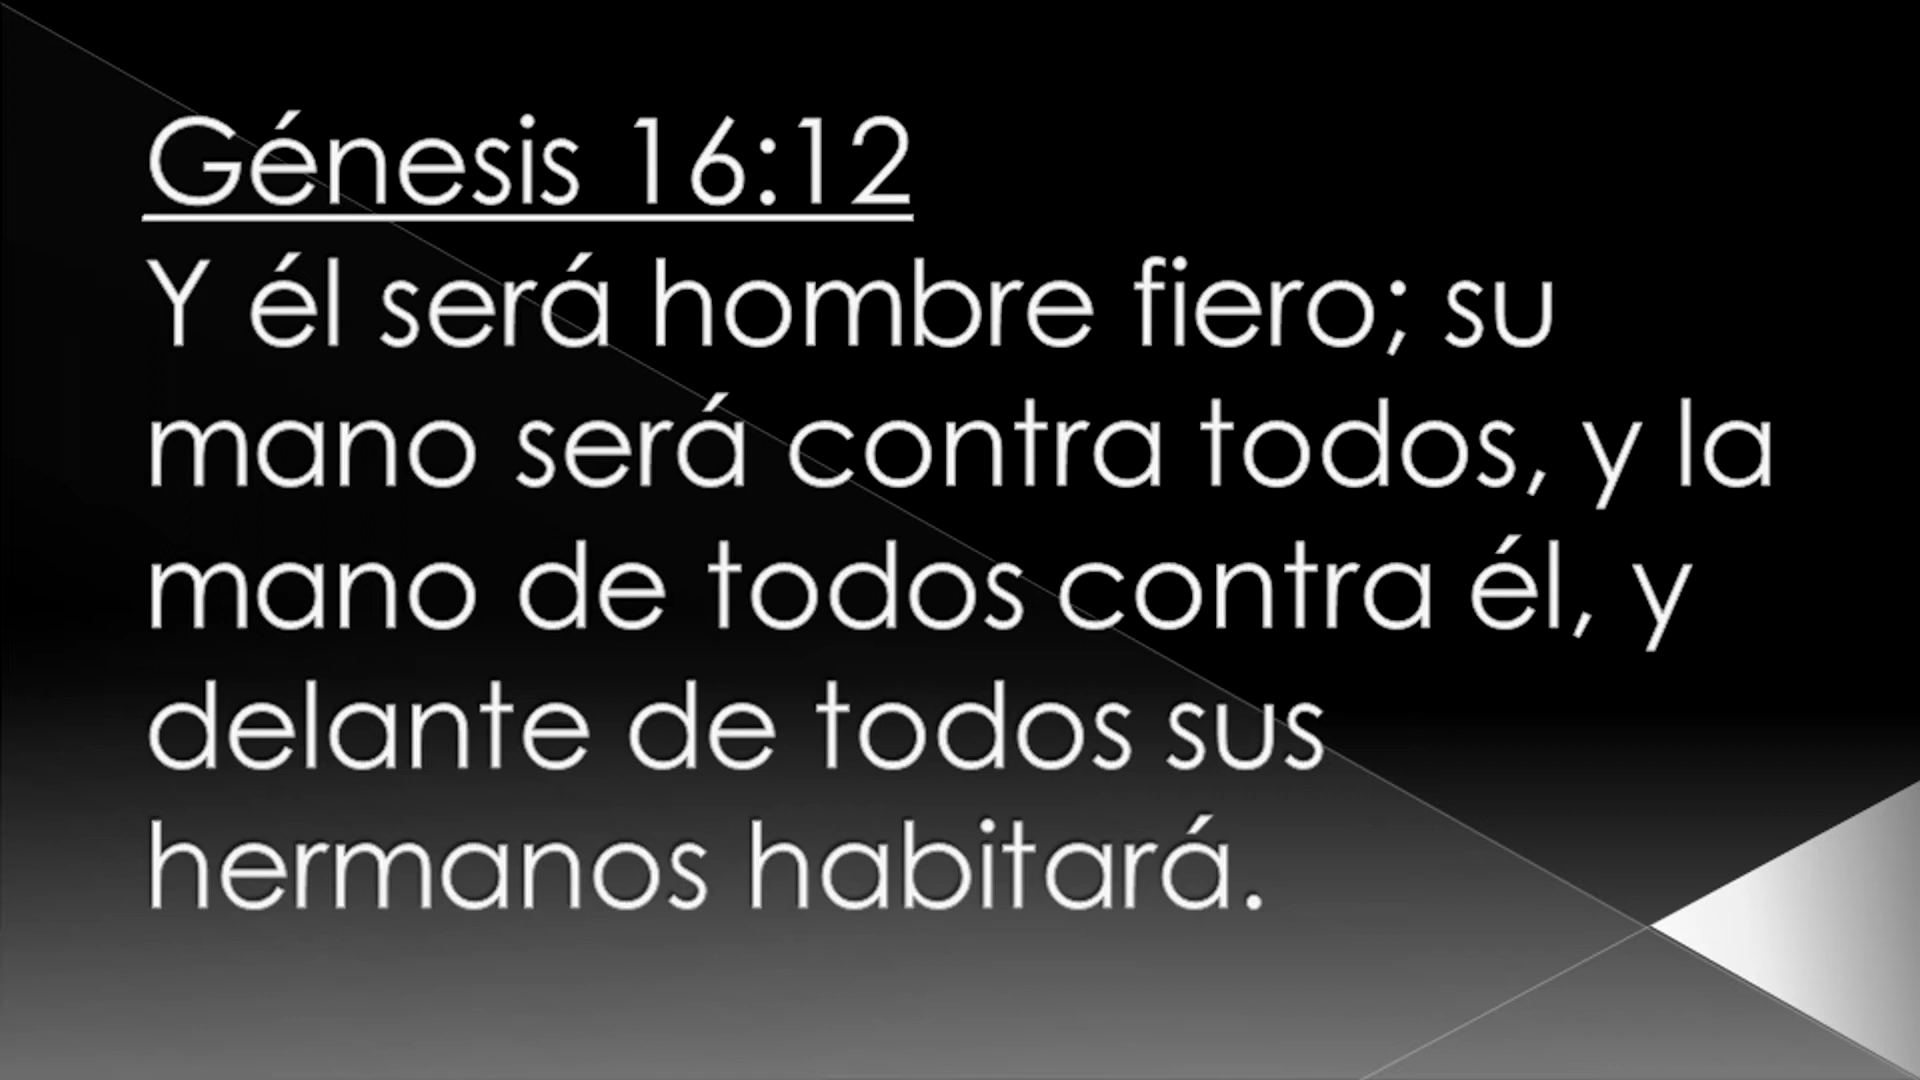 Génesis 16:12
Y él será hombre fiero; su
mano será contra todos, y la
mano de todos contra él, y
delante de todos sus
hermanos habitará.